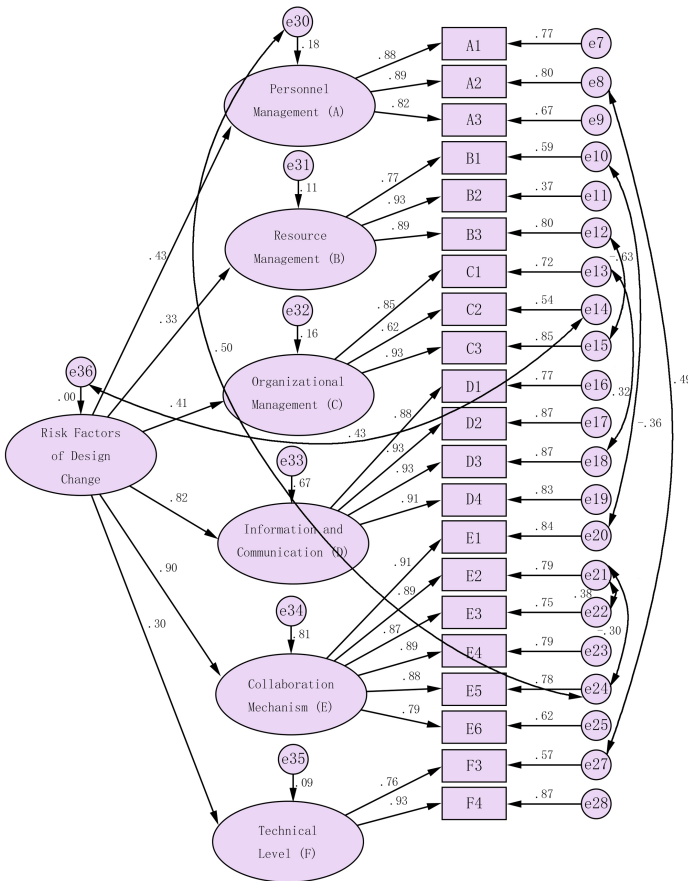 e30
.18
.88
A1
.77
e7
Personnel
Management (A)
.89
A2
.80
e8
.82
A3
.67
e9
e31
.11
.77
B1
.59
e10
Resource
Management (B)
.93
B2
.37
e11
.89
B3
.80
e12
-.63
.43
.33
.50
e32
.16
.85
C1
.72
e13
Organizational
Management (C)
.62
C2
.54
e14
.93
C3
.85
e15
.49
.32
-.36
e36
.00
.41
.43
Risk Factors
of Design
Change
.88
D1
.77
e16
.93
D2
.87
e17
e33
.67
.82
Information and
Communication (D)
.93
D3
.87
e18
.91
D4
.83
e19
.90
.91
E1
.84
e20
.89
E2
.79
e21
.38
e34
.81
.87
E3
.75
e22
-.30
.30
Collaboration
Mechanism (E)
.89
E4
.79
e23
.88
E5
.78
e24
.79
E6
.62
e25
e35
.09
.76
F3
.57
e27
Technical
Level (F)
.93
F4
.87
e28